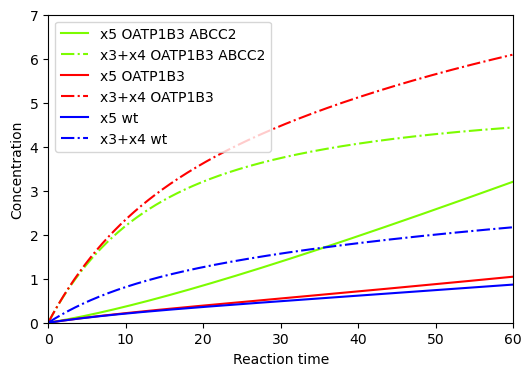 7
6
5
4
3
2
1
0
Concentration
x5 OATP1B3 ABCC2
x3+x4 OATP1B3 ABCC2
x5 OATP1B3
x3+x4 OATP1B3
x5 wt
x3+x4 wt
0 10 20 30 40 50 60
Reaction time